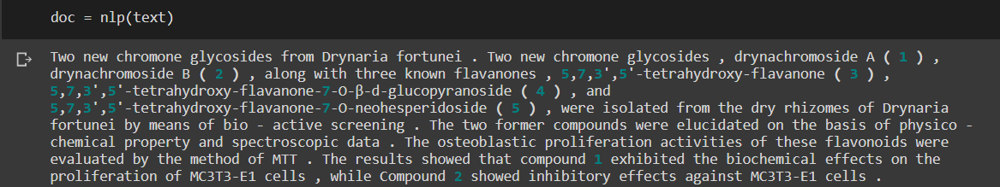 doc = nlp(text)
Two new chromone glycosides from Drynaria fortunei . Two new chromone glycosides , drynachromoside A ( 1 ) ,
drynachromoside B ( 2 ) , along with three known flavanones , 5,7,3',5'-tetrahydroxy-flavanone ( 3 ) ,
5,7,3',5'-tetrahydroxy-flavanone-7-O-β-d-glucopyranoside ( 4 ) , and
5,7,3',5'-tetrahydroxy-flavanone-7-O-neohesperidoside ( 5 ) , were isolated from the dry rhizomes of Drynaria
fortunei by means of bio - active screening . The two former compounds were elucidated on the basis of physico -
chemical property and spectroscopic data . The osteoblastic proliferation activities of these flavonoids were
evaluated by the method of MTT . The results showed that compound 1 exhibited the biochemical effects on the
proliferation of MC3T3-E1 cells , while Compound 2 showed inhibitory effects against MC3T3-E1 cells .